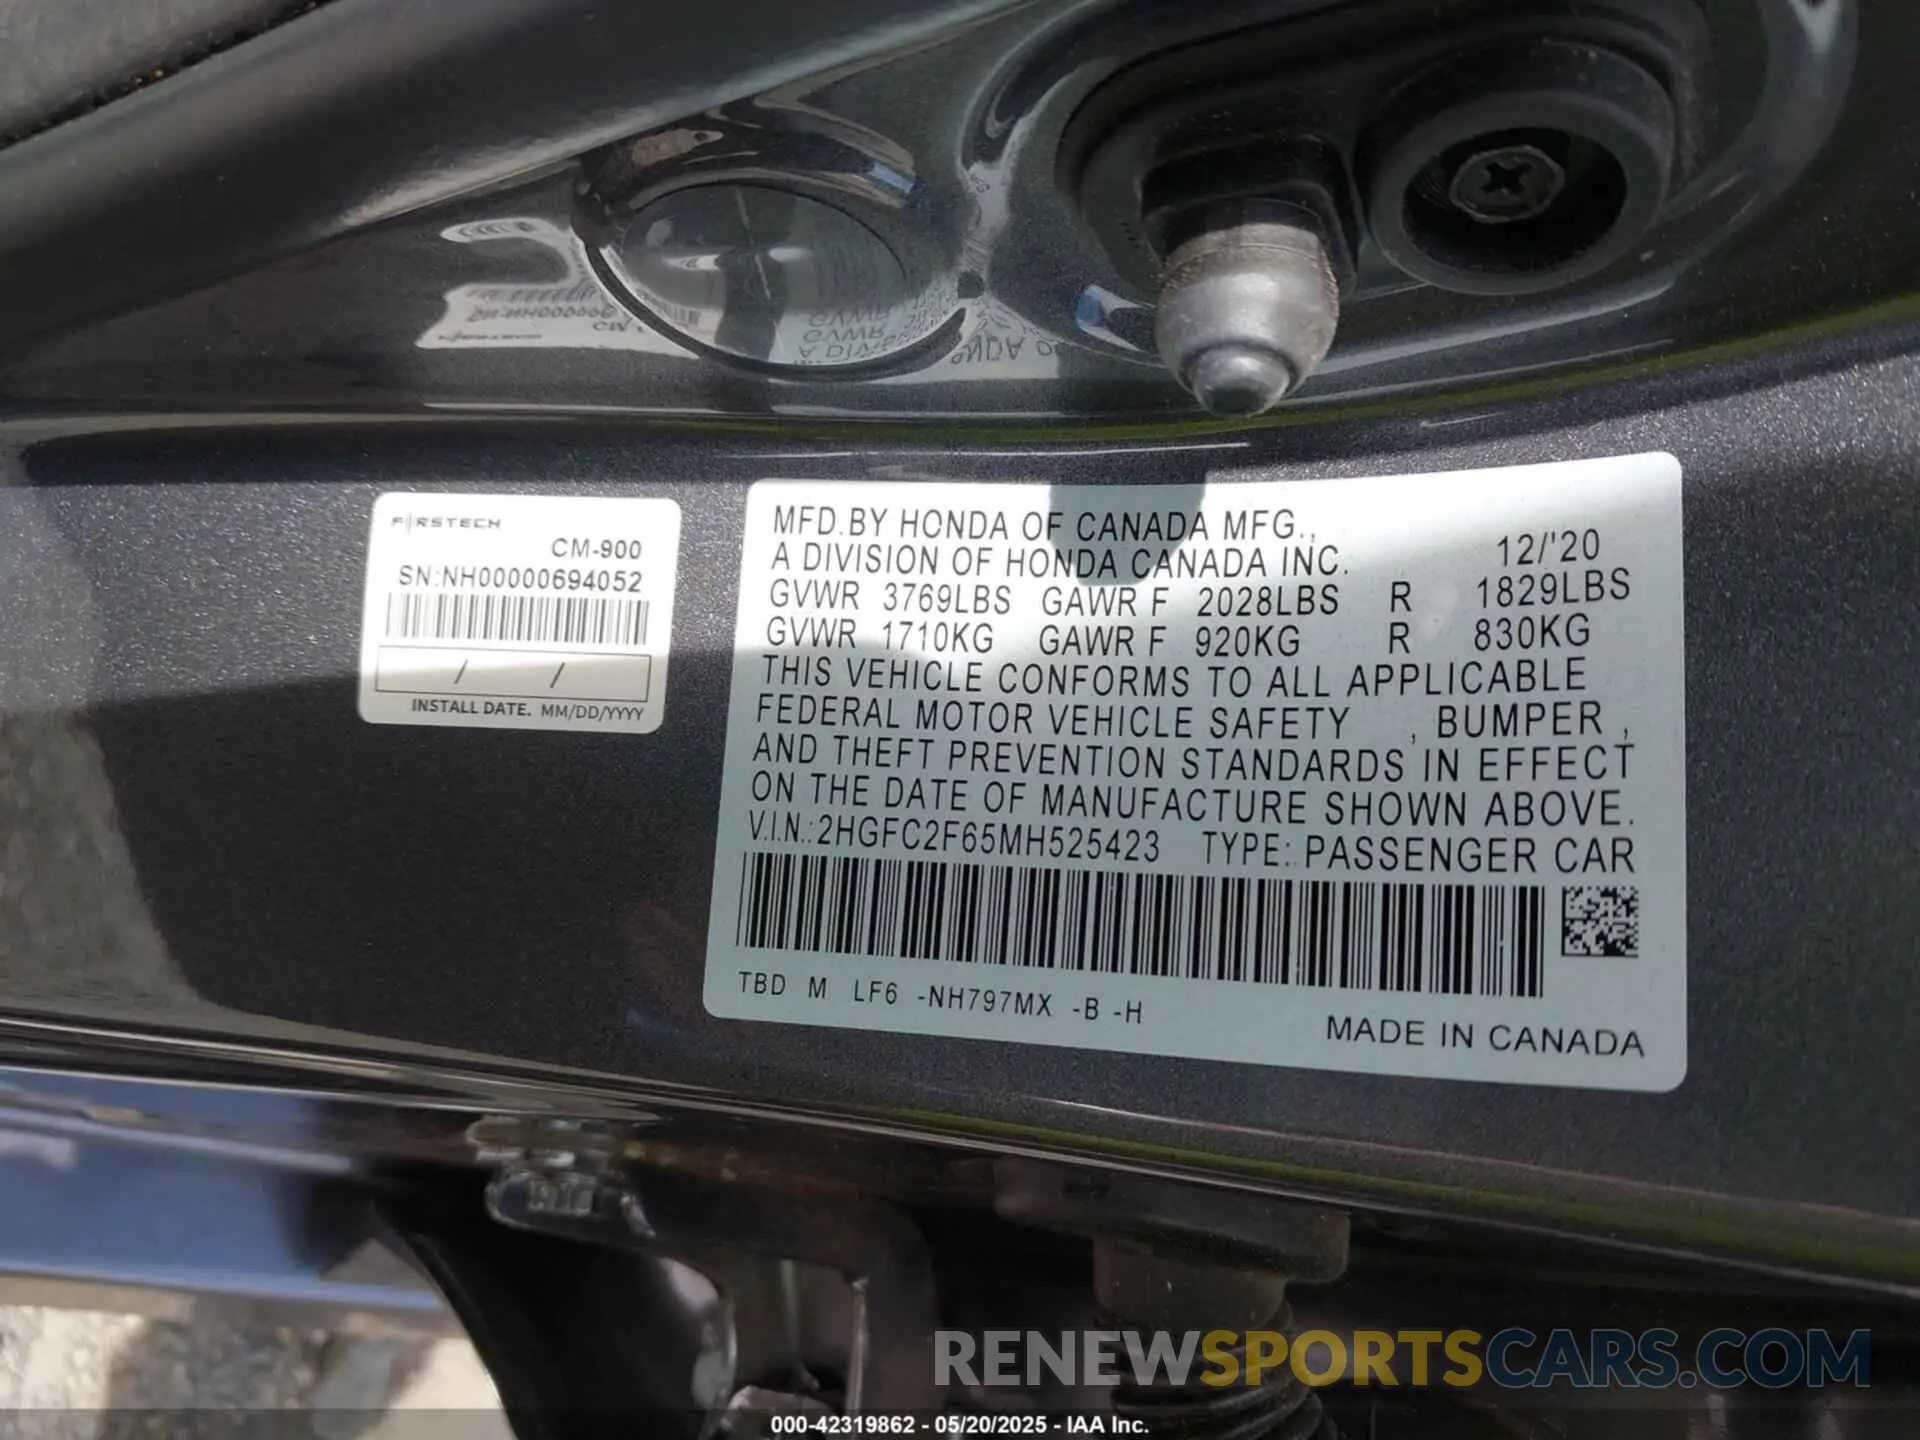 FIRSTECH
CM-900
SN:NH00000694052
/ /
INSTALL DATE. MM/DD/YYYY
MFD.BY HONDA OF CANADA MFG.,
A DIVISION OF HONDA CANADA INC. 12/'20
GVWR 3769LBS GAWR F 2028LBS R 1829LBS
GVWR 1710KG GAWR F 920KG R 830KG
THIS VEHICLE CONFORMS TO ALL APPLICABLE
FEDERAL MOTOR VEHICLE SAFETY , BUMPER ,
AND THEFT PREVENTION STANDARDS IN EFFECT
ON THE DATE OF MANUFACTURE SHOWN ABOVE.
V.I.N.:2HGFC2F65MH525423 TYPE: PASSENGER CAR
TBD M LF6 -NH797MX -B -H
MADE IN CANADA
RENEWSPORTSCARS.COM
000-42319862 - 05/20/2025 - IAA Inc.